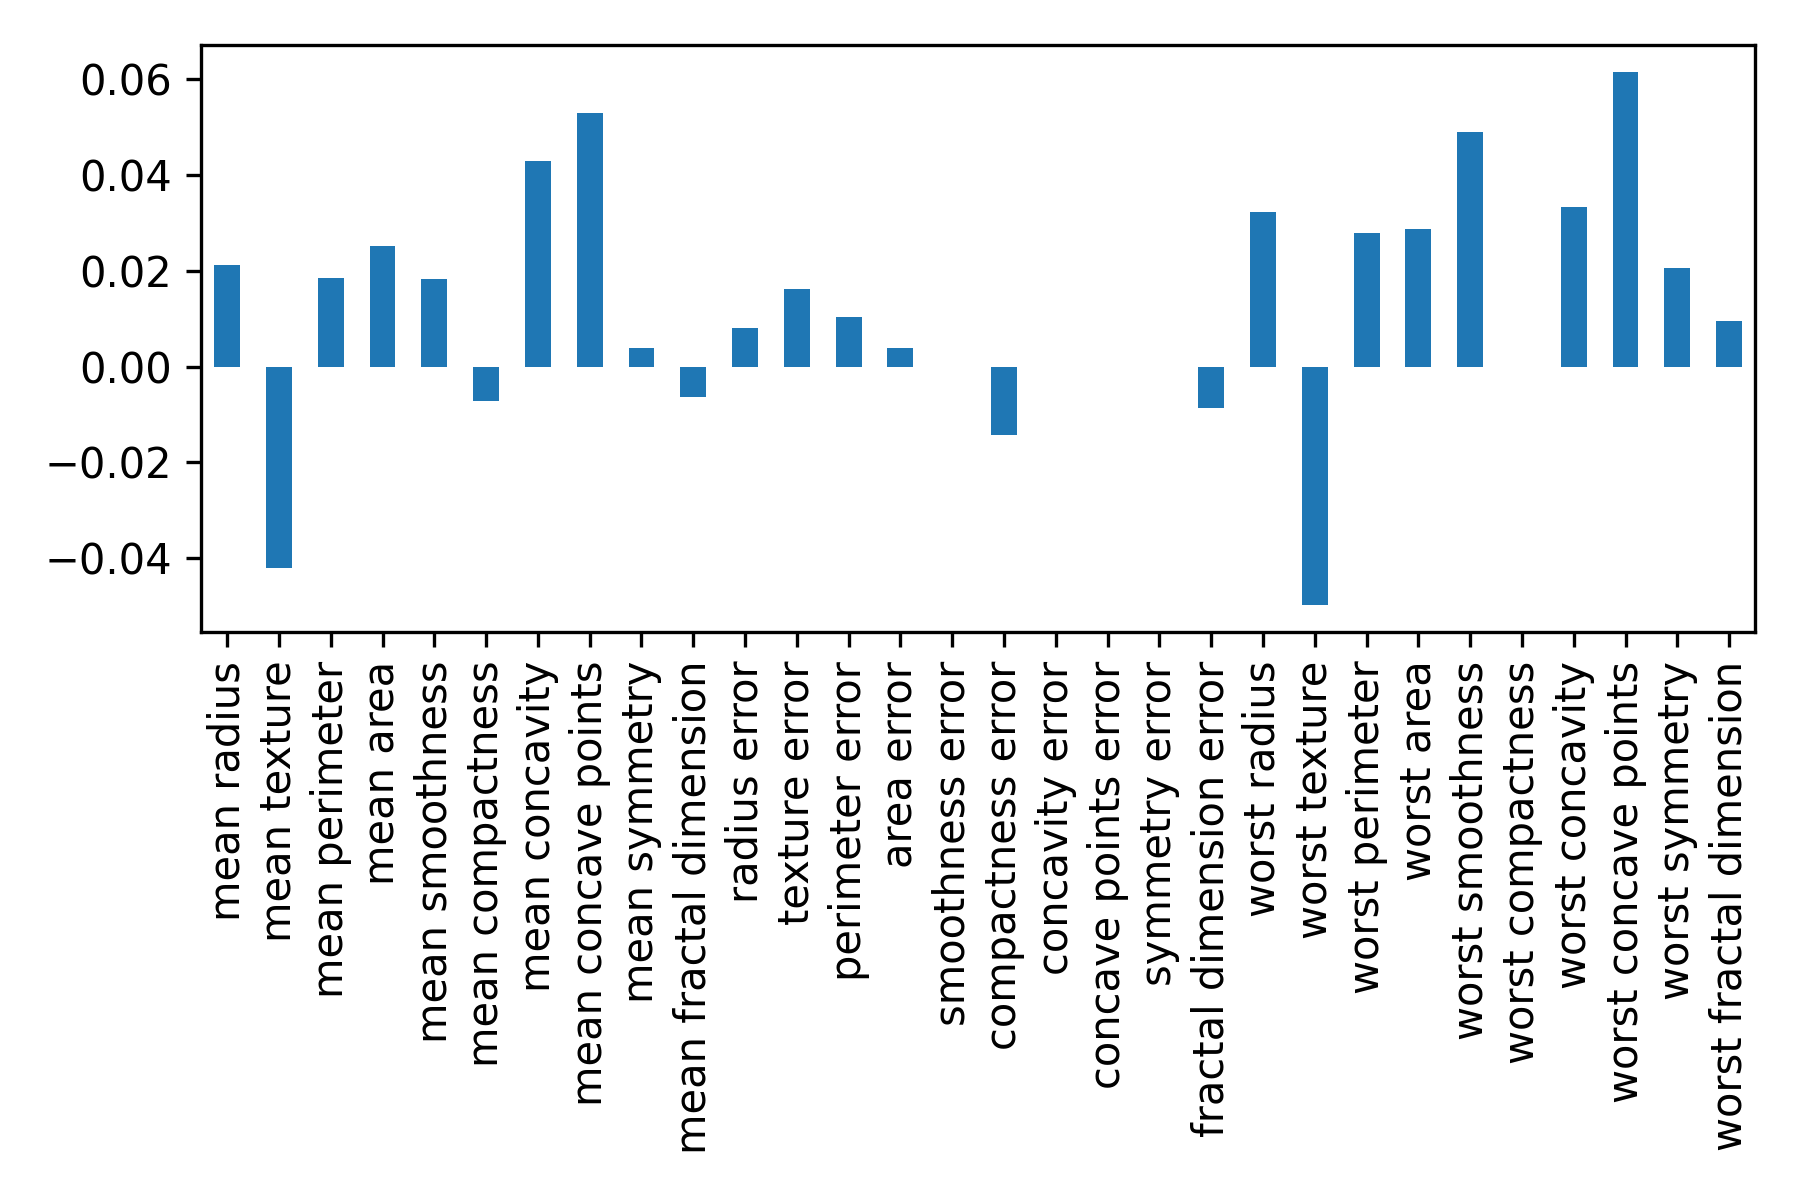 0.06
0.04
0.02
0.00
−0.02
−0.04
mean radius
mean texture
mean perimeter
mean area
mean smoothness
mean compactness
mean concavity
mean concave points
mean symmetry
mean fractal dimension
radius error
texture error
perimeter error
area error
smoothness error
compactness error
concavity error
concave points error
symmetry error
fractal dimension error
worst radius
worst texture
worst perimeter
worst area
worst smoothness
worst compactness
worst concavity
worst concave points
worst symmetry
worst fractal dimension